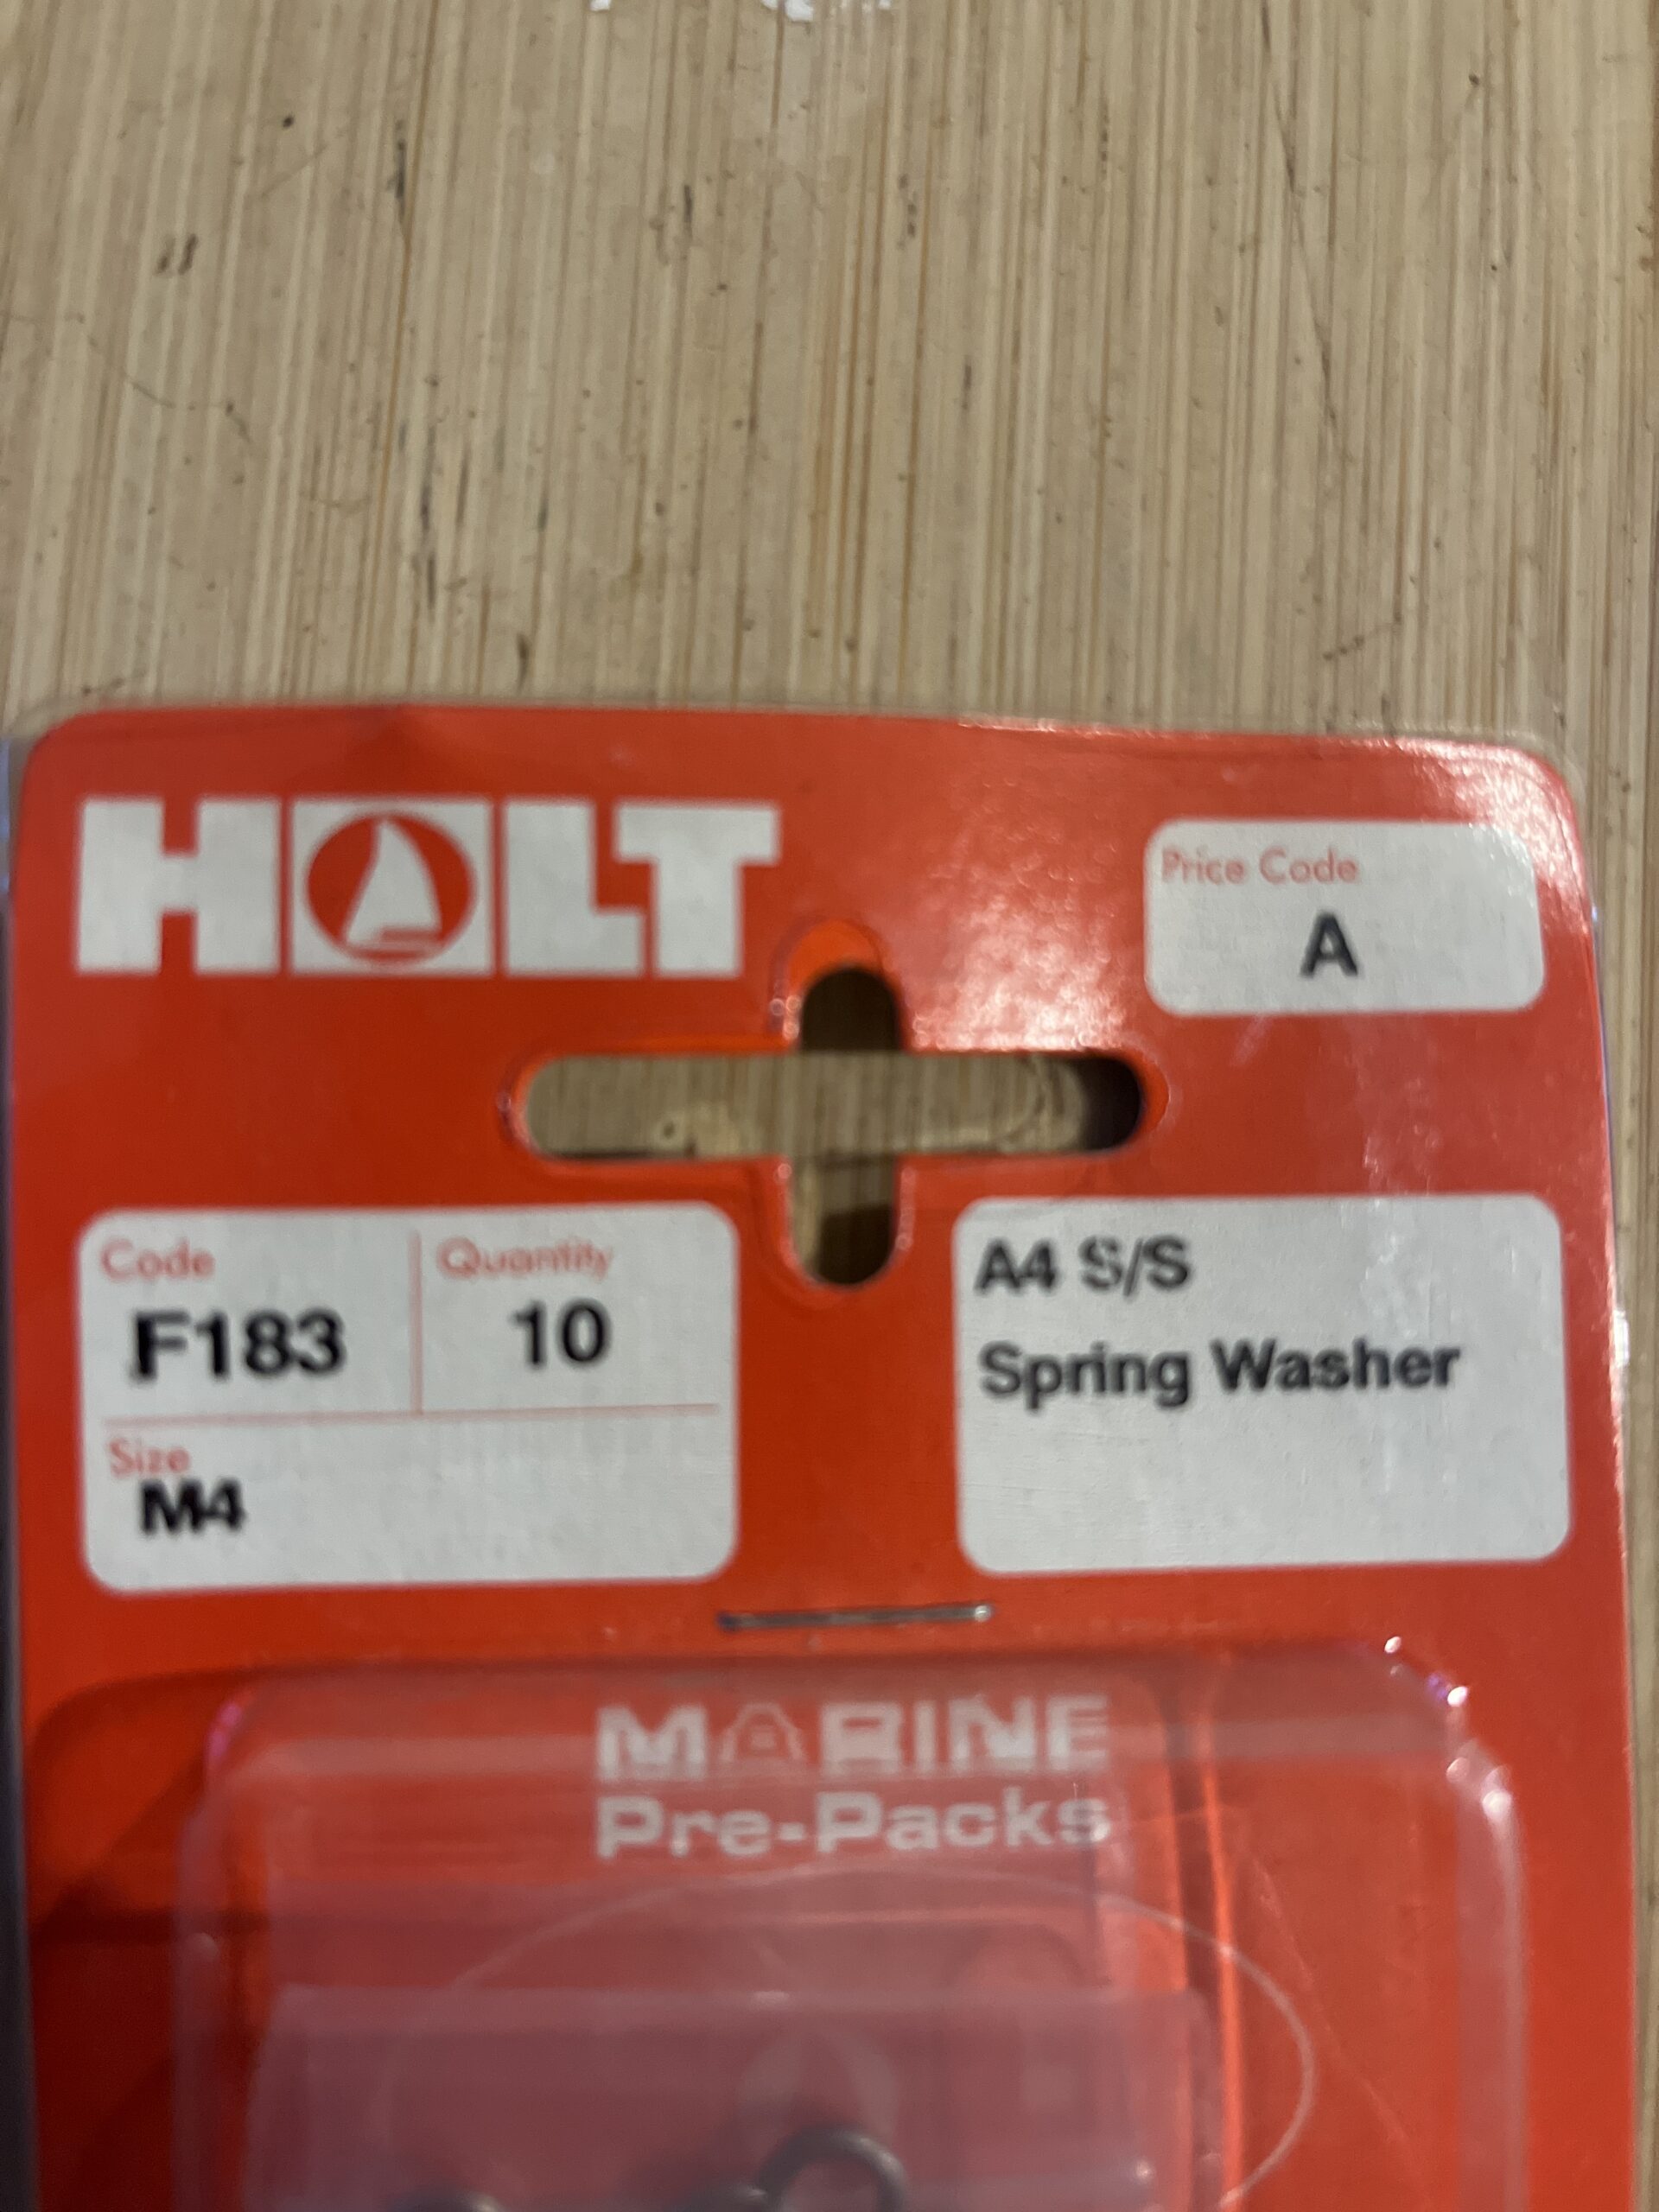 HOLT
Price Code
A
Code
F183
Quantity
10
Size
M4
A4 S/S
Spring Washer
MARINE
Pre-Packs